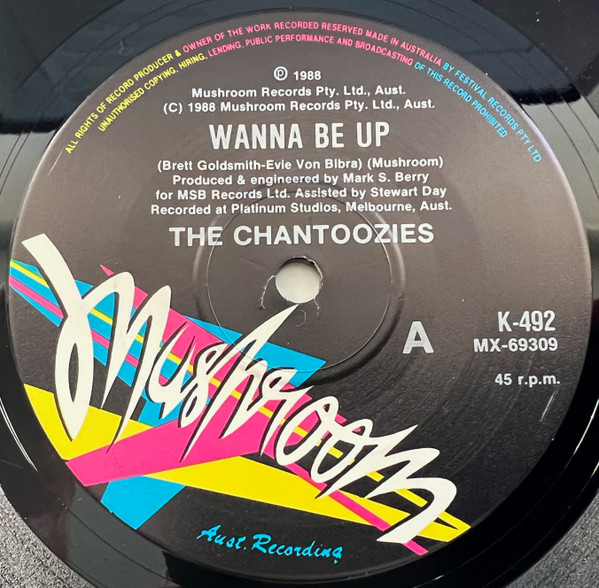 ALL RIGHTS OF RECORD PRODUCER & OWNER OF THE WORK RECORDED RESERVED MADE IN AUSTRALIA BY FESTIVAL RECORDS PTY LTD
UNAUTHORISED COPYING, HIRING, LENDING, PUBLIC PERFORMANCE AND BROADCASTING OF THIS RECORD PROHIBITED
℗ 1988
Mushroom Records Pty. Ltd., Aust.
(C) 1988 Mushroom Records Pty. Ltd., Aust.
WANNA BE UP
(Brett Goldsmith-Evie Von Bibra) (Mushroom)
Produced & engineered by Mark S. Berry
for MSB Records Ltd. Assisted by Stewart Day
Recorded at Platinum Studios, Melbourne, Aust.
THE CHANTOOZIES
A
K-492
MX-69309
45 r.p.m.
Mushroom
Aust. Recording